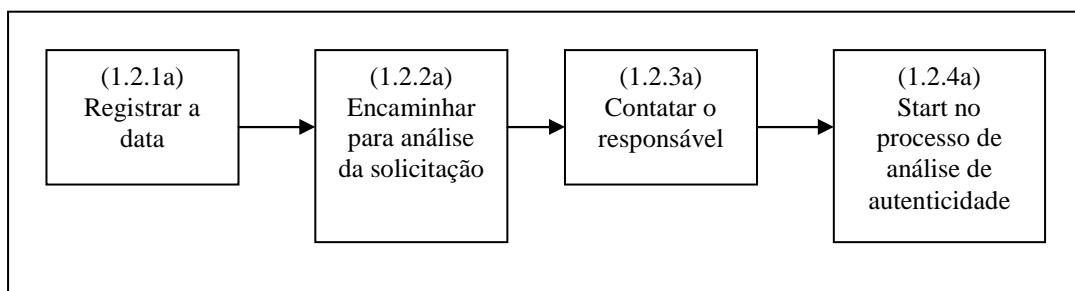 (1.2.1a)
Registrar a
data
(1.2.2a)
Encaminhar
para análise
da solicitação
(1.2.3a)
Contatar o
responsável
(1.2.4a)
Start no
processo de
análise de
autenticidade